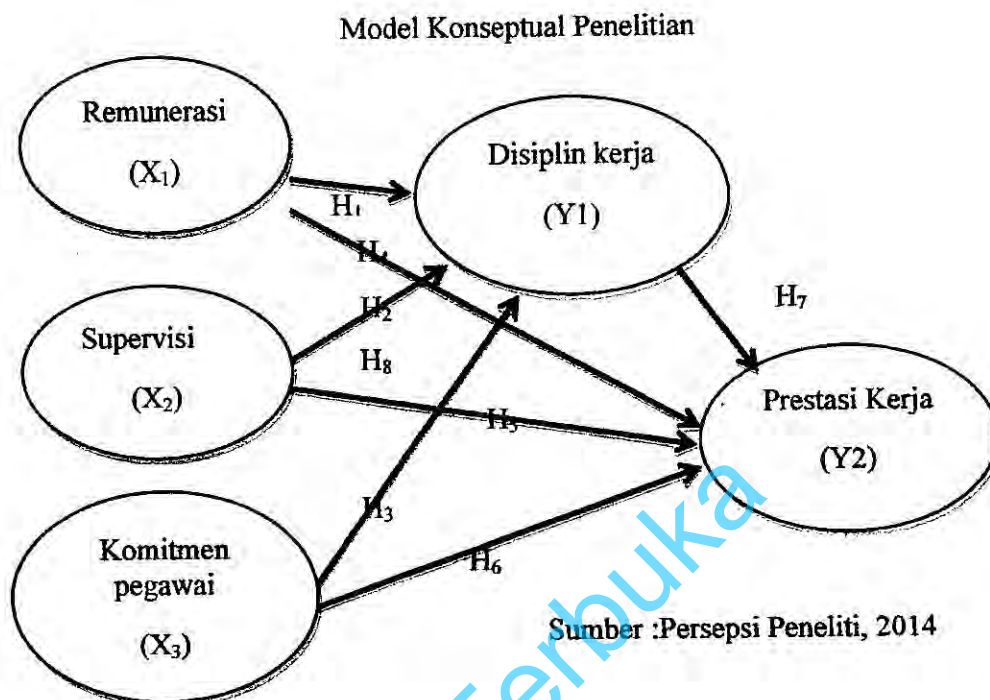 Model Konseptual Penelitian
Remunerasi
(X₁)
Disiplin kerja
(Y1)
H₁
H₄
H₂
H₇
Supervisi
(X₂)
H₈
Prestasi Kerja
(Y2)
H₅
H₃
Komitmen
pegawai
(X₃)
H₆
Sumber :Persepsi Peneliti, 2014
Terbuka